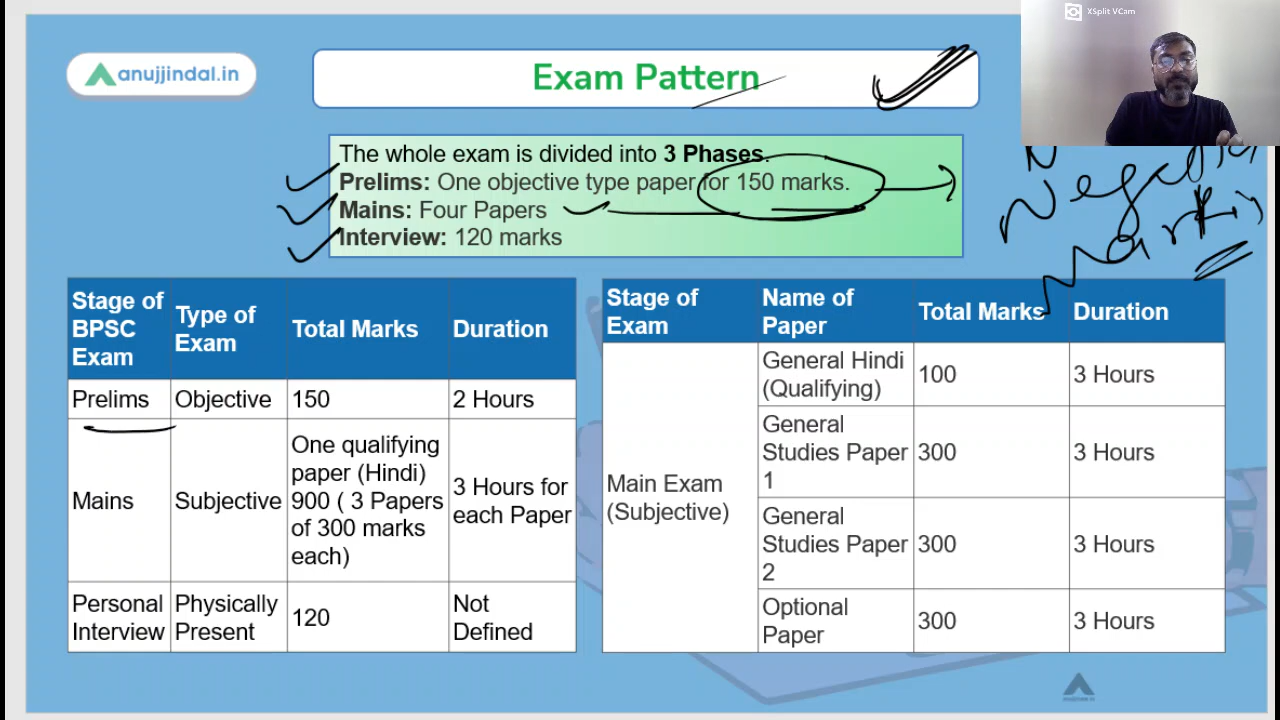 XSplit VCam
anujjindal.in
Exam Pattern
The whole exam is divided into 3 Phases.
Prelims: One objective type paper for 150 marks.
Mains: Four Papers
Interview: 120 marks
Negative
Marking
Stage of
BPSC
Exam
Type of
Exam
Total Marks
Duration
Prelims
Objective
150
2 Hours
Mains
Subjective
One qualifying
paper (Hindi)
900 ( 3 Papers
of 300 marks
each)
3 Hours for
each Paper
Personal
Interview
Physically
Present
120
Not
Defined
Stage of
Exam
Name of
Paper
Total Marks
Duration
Main Exam
(Subjective)
General Hindi
(Qualifying)
100
3 Hours
General
Studies Paper
1
300
3 Hours
General
Studies Paper
2
300
3 Hours
Optional
Paper
300
3 Hours
anujjindal.in